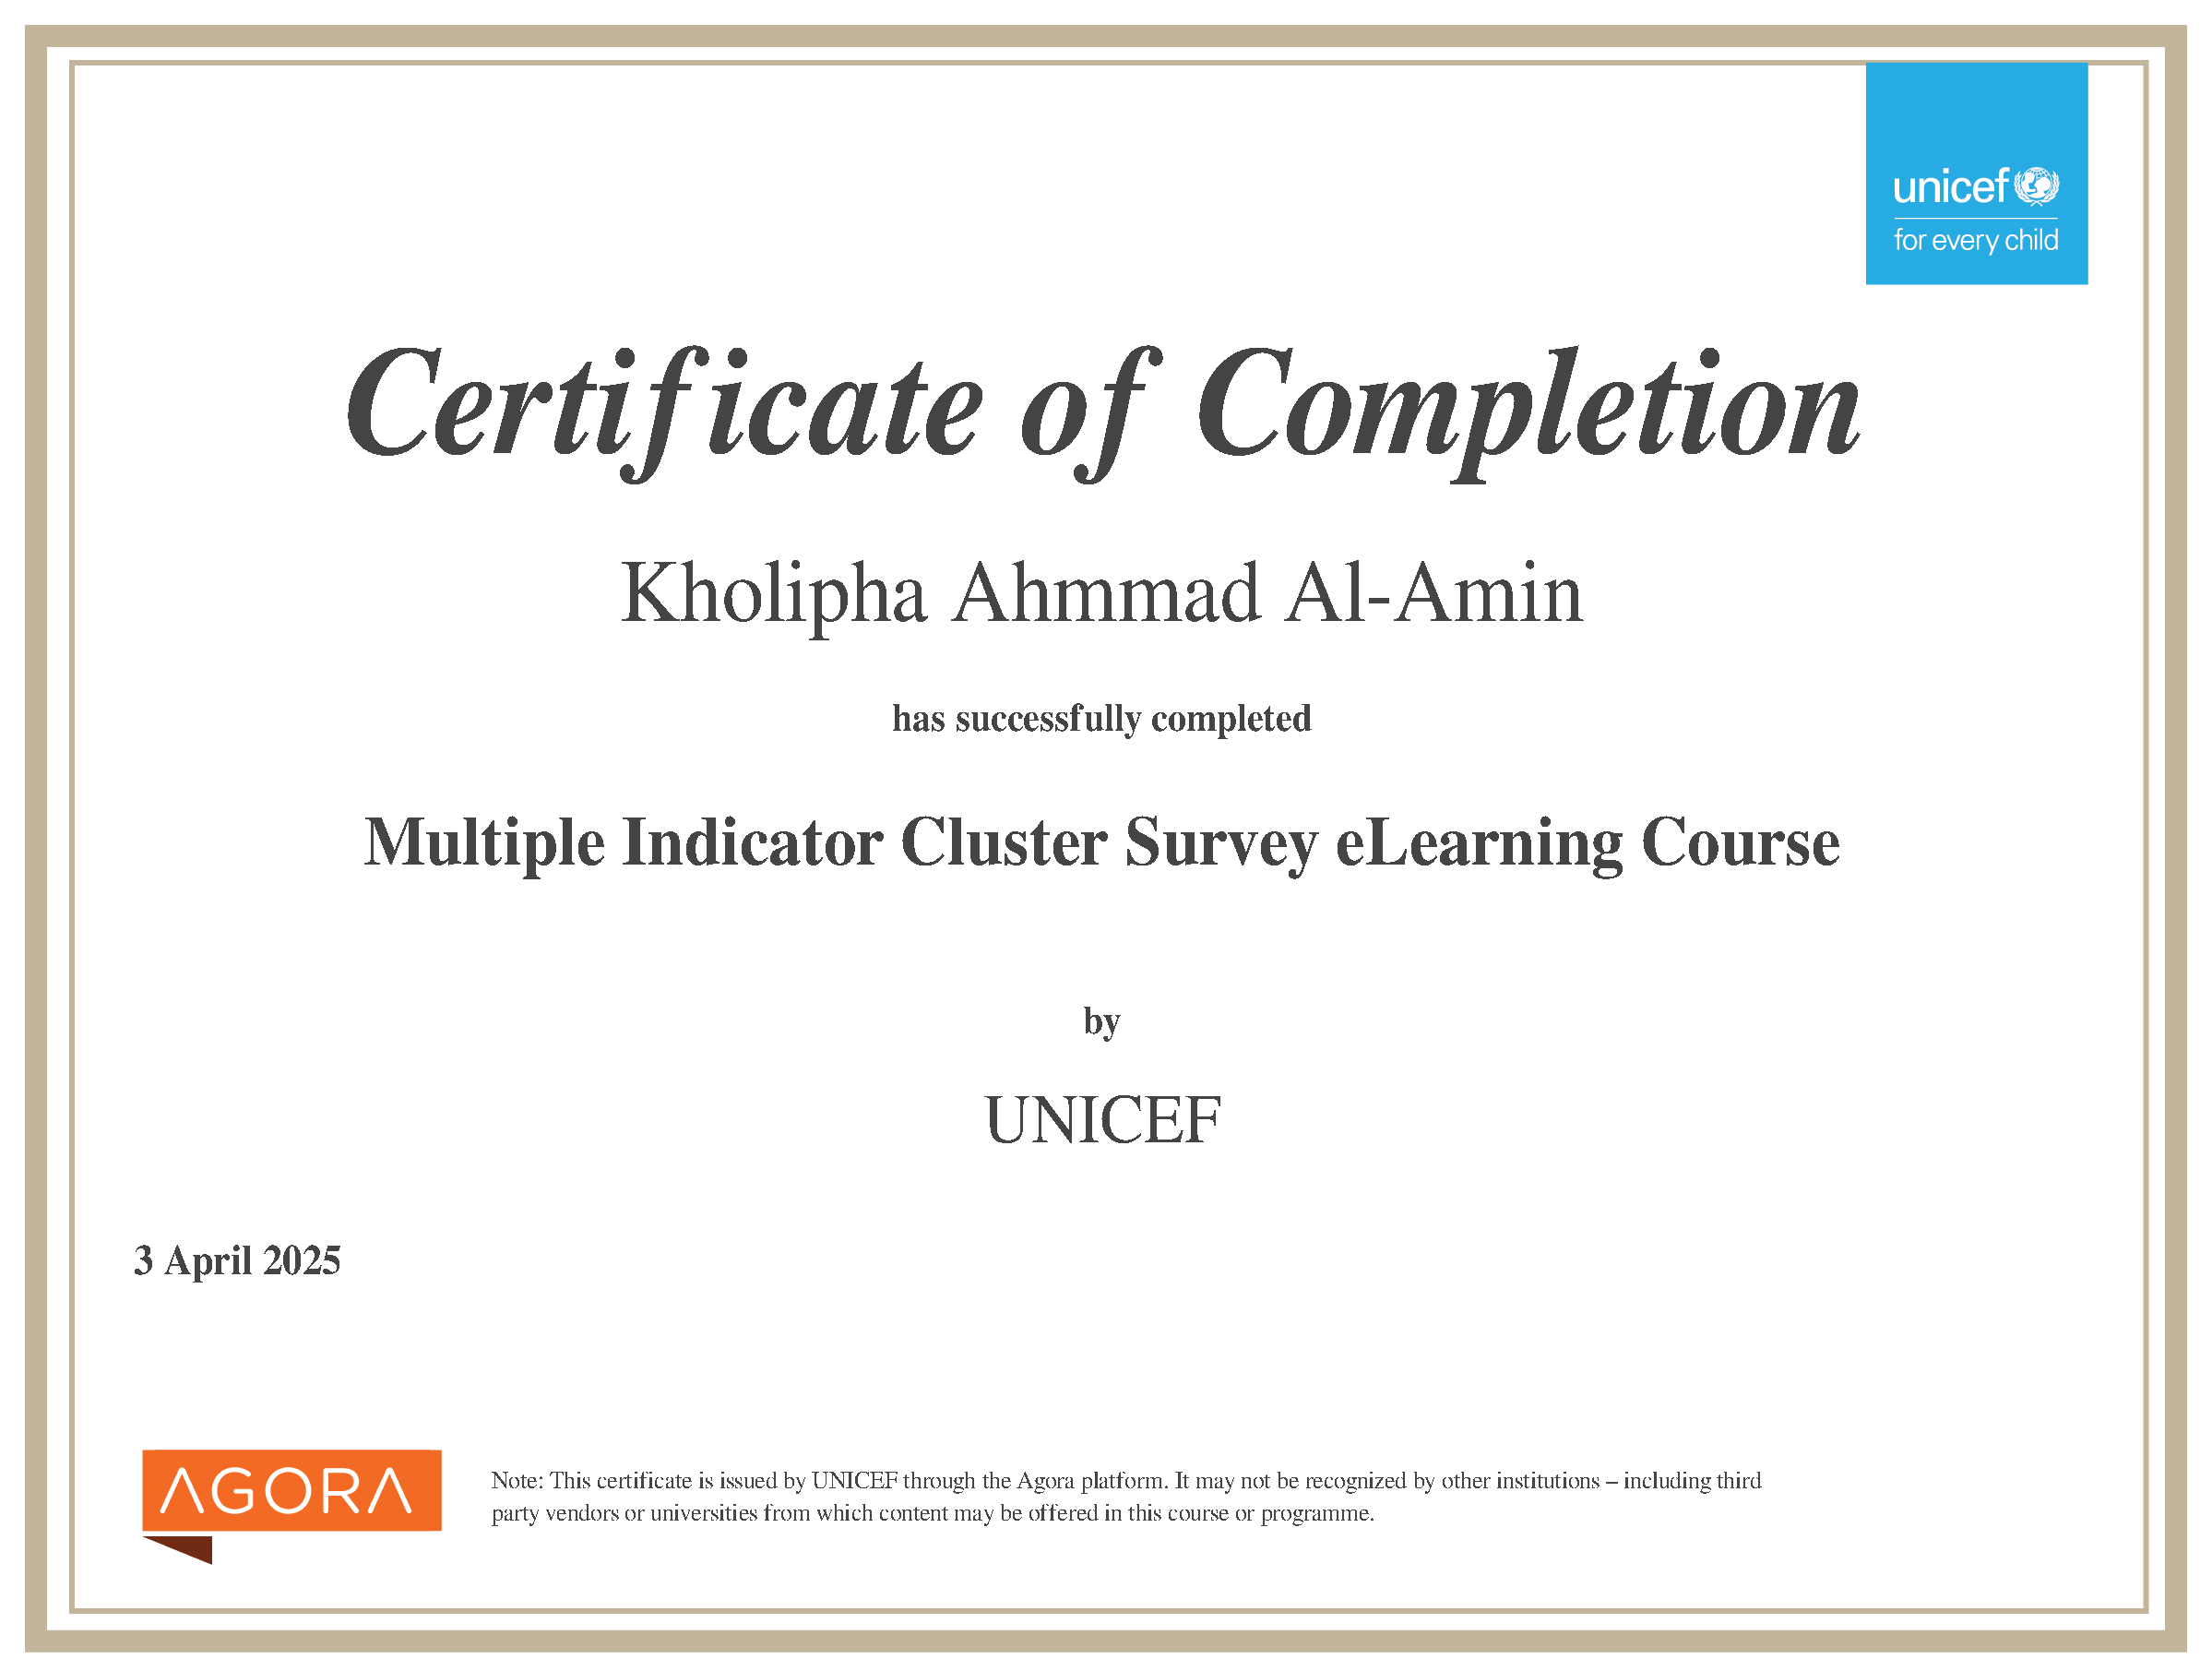 unicef
for every child
Certificate of Completion
Kholipha Ahmmad Al-Amin
has successfully completed
Multiple Indicator Cluster Survey eLearning Course
by
UNICEF
3 April 2025
AGORA
Note: This certificate is issued by UNICEF through the Agora platform. It may not be recognized by other institutions – including third
party vendors or universities from which content may be offered in this course or programme.